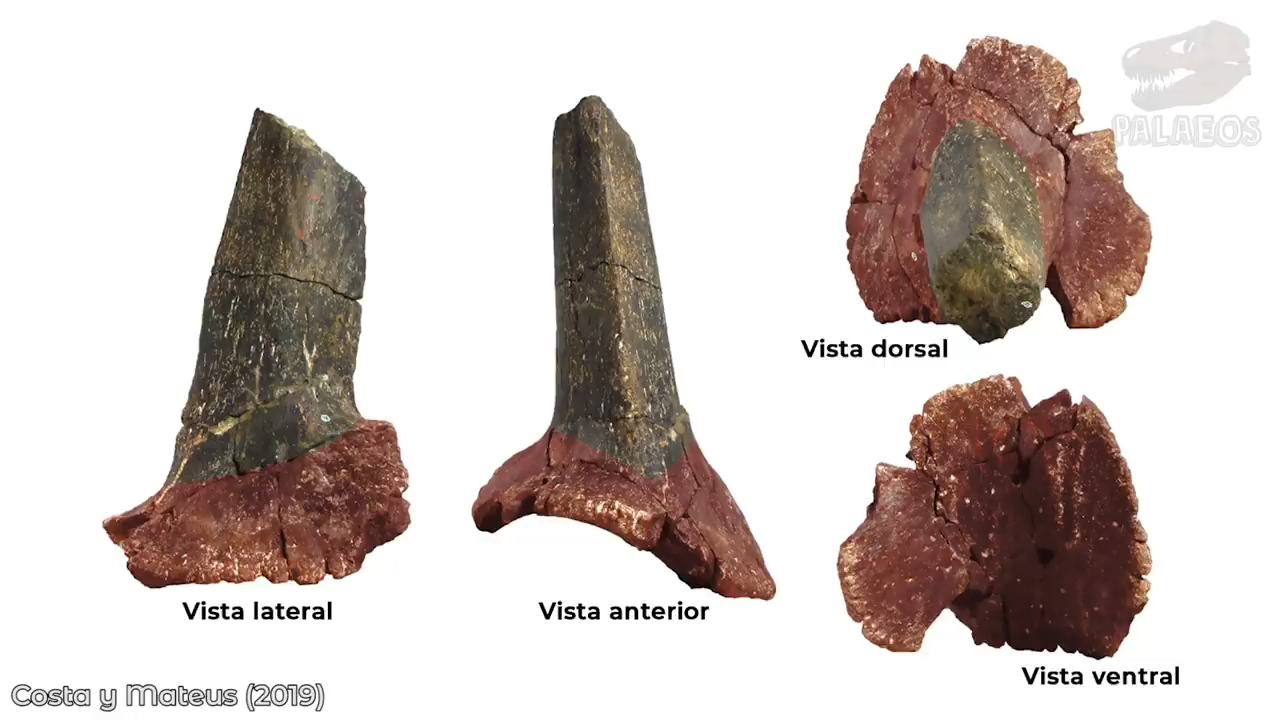 PALAEOS
Vista dorsal
Vista lateral
Vista anterior
Vista ventral
Costa y Mateus (2019)